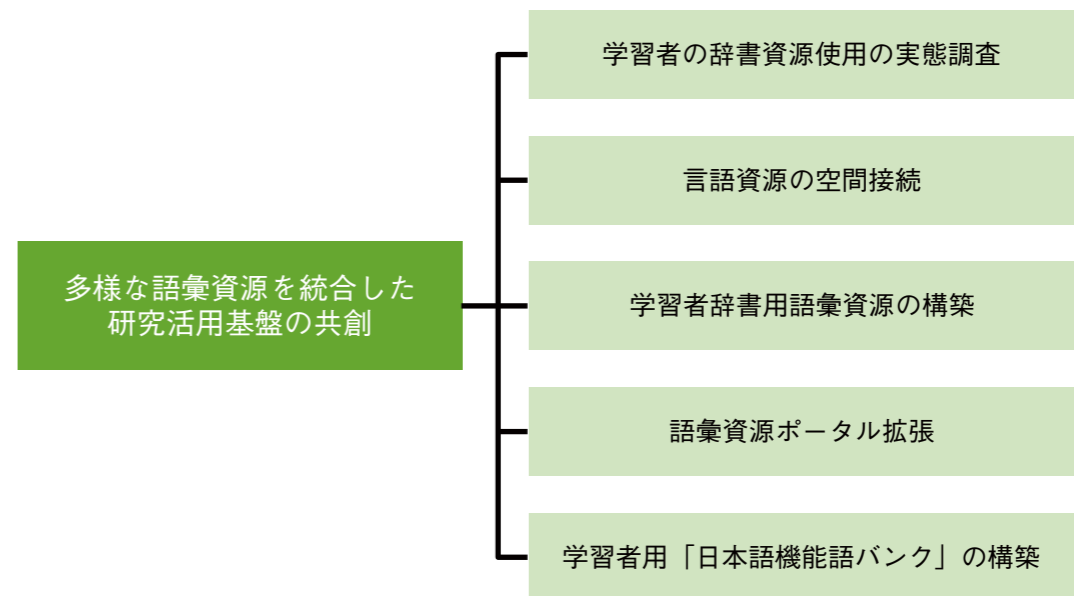 学習者の辞書資源使用の実態調査
言語資源の空間接続
多様な語彙資源を統合した
研究活用基盤の共創
学習者辞書用語彙資源の構築
語彙資源ポータル拡張
学習者用「日本語機能語バンク」の構築